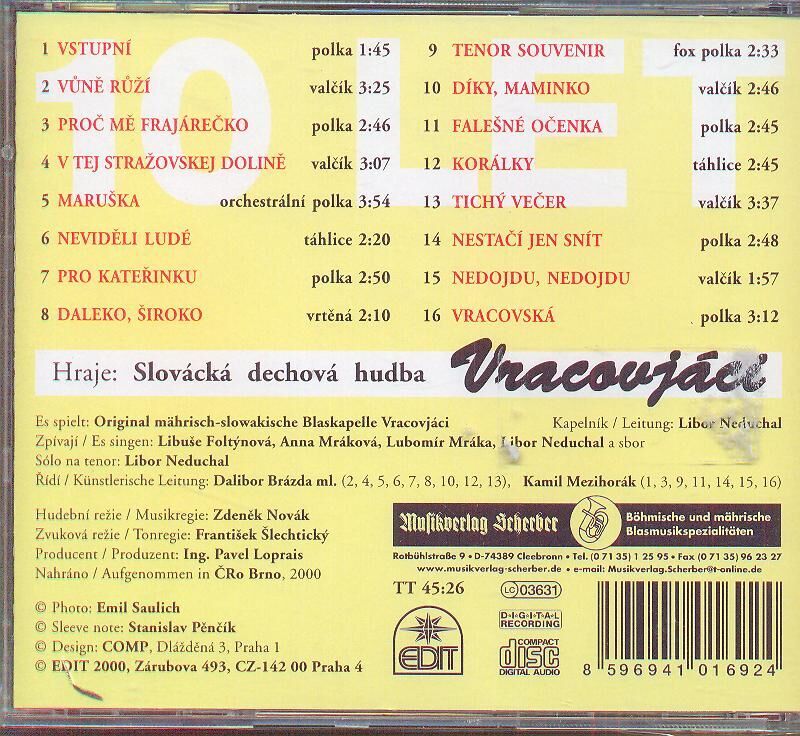 10 LET
1 VSTUPNÍ polka 1:45
2 VŮNĚ RŮŽÍ valčík 3:25
3 PROČ MĚ FRAJÁREČKO polka 2:46
4 V TEJ STRAŽOVSKEJ DOLINĚ valčík 3:07
5 MARUŠKA orchestrální polka 3:54
6 NEVIDĚLI LUDÉ táhlice 2:20
7 PRO KATEŘINKU polka 2:50
8 DALEKO, ŠIROKO vrtěná 2:10
9 TENOR SOUVENIR fox polka 2:33
10 DÍKY, MAMINKO valčík 2:46
11 FALEŠNÉ OČENKA polka 2:45
12 KORÁLKY táhlice 2:45
13 TICHÝ VEČER valčík 3:37
14 NESTAČÍ JEN SNÍT polka 2:48
15 NEDOJDU, NEDOJDU valčík 1:57
16 VRACOVSKÁ polka 3:12
Hraje: Slovácká dechová hudba Vracovjáci
Es spielt: Original mährisch-slowakische Blaskapelle Vracovjáci Kapelník / Leitung: Libor Neduchal
Zpívají / Es singen: Libuše Foltýnová, Anna Mráková, Lubomír Mráka, Libor Neduchal a sbor
Sólo na tenor: Libor Neduchal
Řídí / Künstlerische Leitung: Dalibor Brázda ml. (2, 4, 5, 6, 7, 8, 10, 12, 13), Kamil Mezihorák (1, 3, 9, 11, 14, 15, 16)
Hudební režie / Musikregie: Zdeněk Novák
Zvuková režie / Tonregie: František Šlechtický
Producent / Produzent: Ing. Pavel Loprais
Nahráno / Aufgenommen in ČRo Brno, 2000
© Photo: Emil Saulich
© Sleeve note: Stanislav Pěnčík
© Design: COMP, Dlážděná 3, Praha 1
© EDIT 2000, Zárubova 493, CZ-142 00 Praha 4
Musikverlag Scherber
Böhmische und mährische
Blasmusikspezialitäten
Rotbühlstraße 9 • D-74389 Cleebronn • Tel. (0 71 35) 1 25 95 • Fax (0 71 35) 96 23 27
www.musikverlag-scherber.de • e-mail: Musikverlag.Scherber@t-online.de
TT 45:26
LC 03631
DIGITAL
RECORDING
EDIT
COMPACT
disc
DIGITAL AUDIO
8 596941 016924